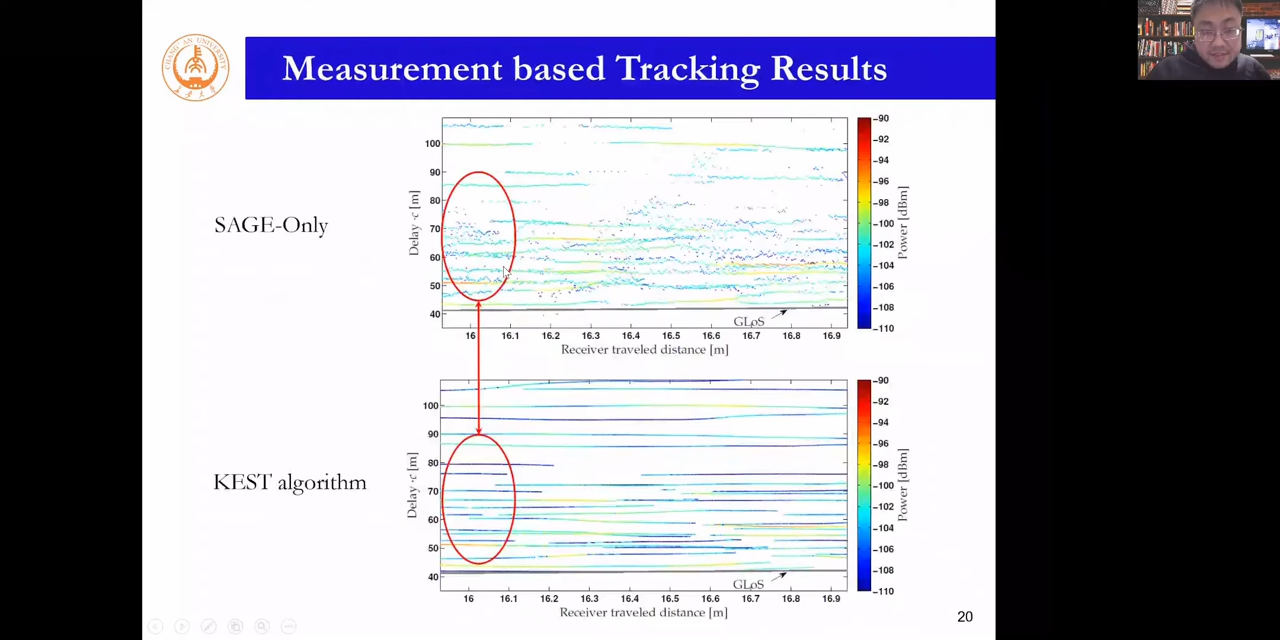 CHANG'AN UNIVERSITY
Measurement based Tracking Results
SAGE-Only
100
90
80
70
60
50
40
Delay ·c [m]
16 16.1 16.2 16.3 16.4 16.5 16.6 16.7 16.8 16.9
Receiver traveled distance [m]
GLoS
-90
-94
-96
-98
-100
-102
-104
-106
-108
-110
Power [dBm]
KEST algorithm
100
90
80
70
60
50
40
Delay ·c [m]
16 16.1 16.2 16.3 16.4 16.5 16.6 16.7 16.8 16.9
Receiver traveled distance [m]
GLoS
-90
-94
-96
-98
-100
-102
-104
-106
-108
-110
Power [dBm]
20